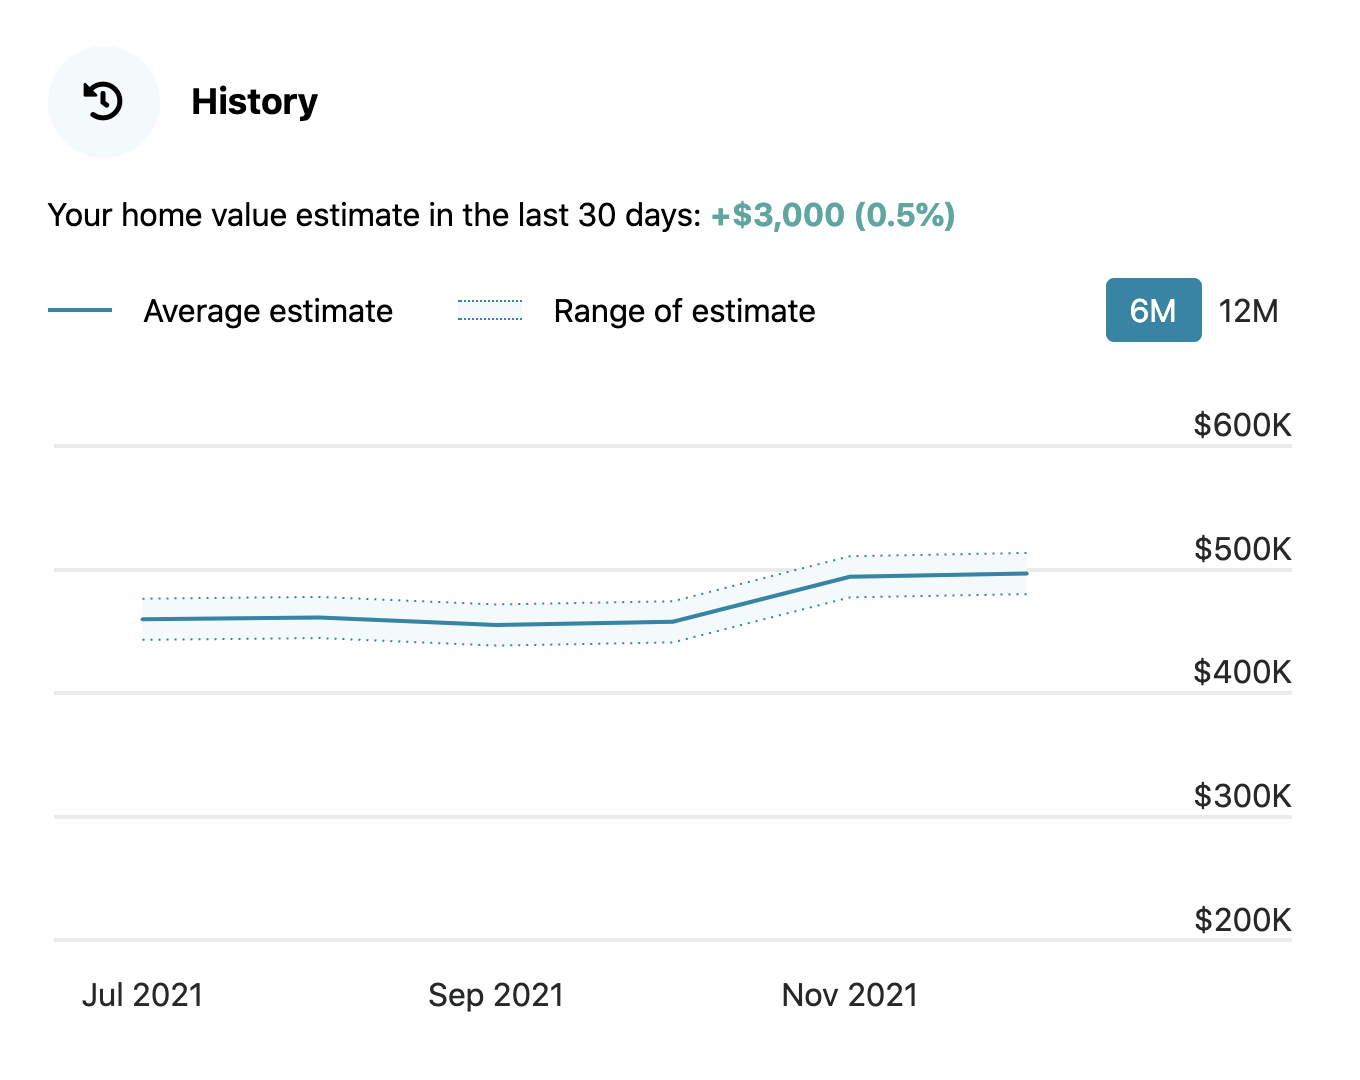 History
Your home value estimate in the last 30 days: +$3,000 (0.5%)
Average estimate Range of estimate 6M 12M
$600K
$500K
$400K
$300K
$200K
Jul 2021 Sep 2021 Nov 2021